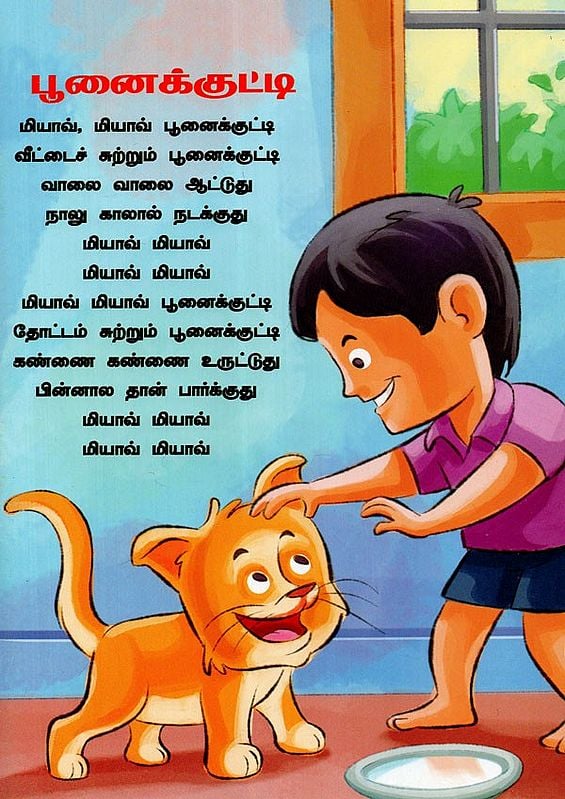 பூனைக்குட்டி
மியாவ், மியாவ் பூனைக்குட்டி
வீட்டைச் சுற்றும் பூனைக்குட்டி
வாலை வாலை ஆட்டுது
நாலு காலால் நடக்குது
மியாவ் மியாவ்
மியாவ் மியாவ்
மியாவ் மியாவ் பூனைக்குட்டி
தோட்டம் சுற்றும் பூனைக்குட்டி
கண்ணை கண்ணை உருட்டுது
பின்னால தான் பார்க்குது
மியாவ் மியாவ்
மியாவ் மியாவ்